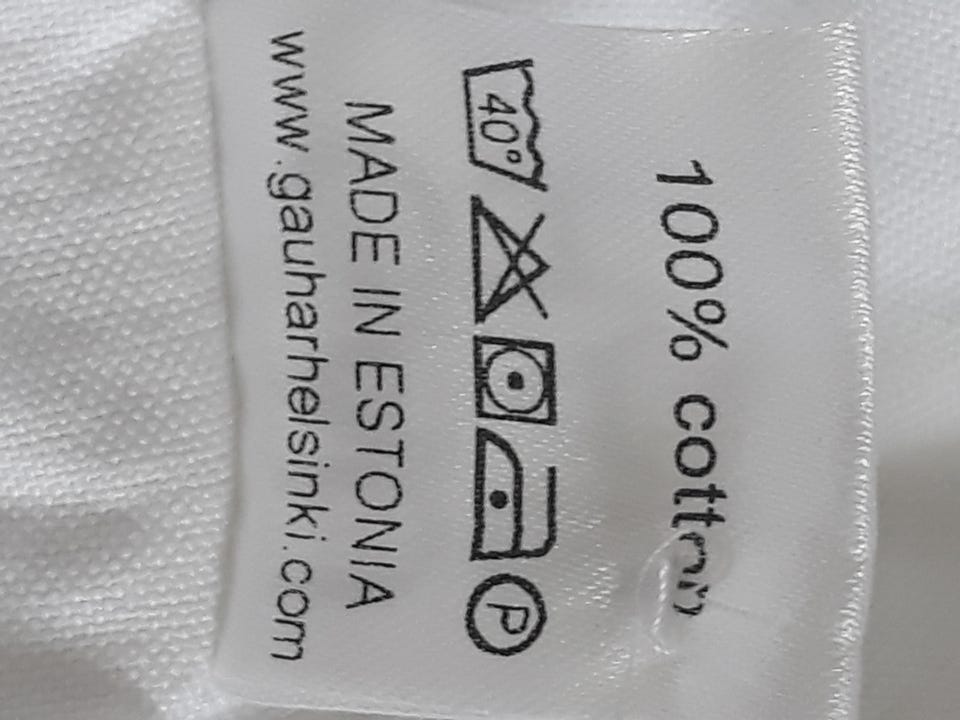 100% cotton
40°
P
MADE IN ESTONIA
www.gauharhelsinki.com